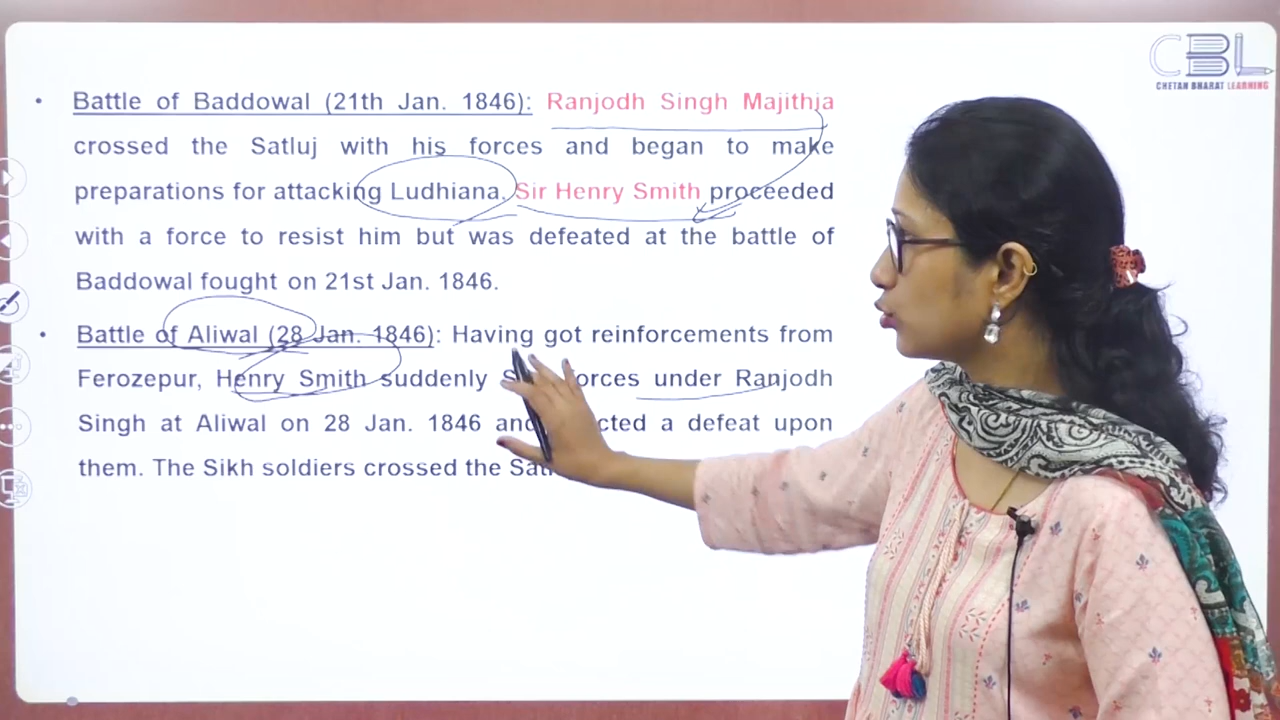 CBL
CHETAN BHARAT LEARNING
• Battle of Baddowal (21th Jan. 1846): Ranjodh Singh Majithia
crossed the Satluj with his forces and began to make
preparations for attacking Ludhiana. Sir Henry Smith proceeded
with a force to resist him but was defeated at the battle of
Baddowal fought on 21st Jan. 1846.
• Battle of Aliwal (28 Jan. 1846): Having got reinforcements from
Ferozepur, Henry Smith suddenly under Ranjodh
Singh at Aliwal on 28 Jan. 1846 and a defeat upon
them. The Sikh soldiers crossed the